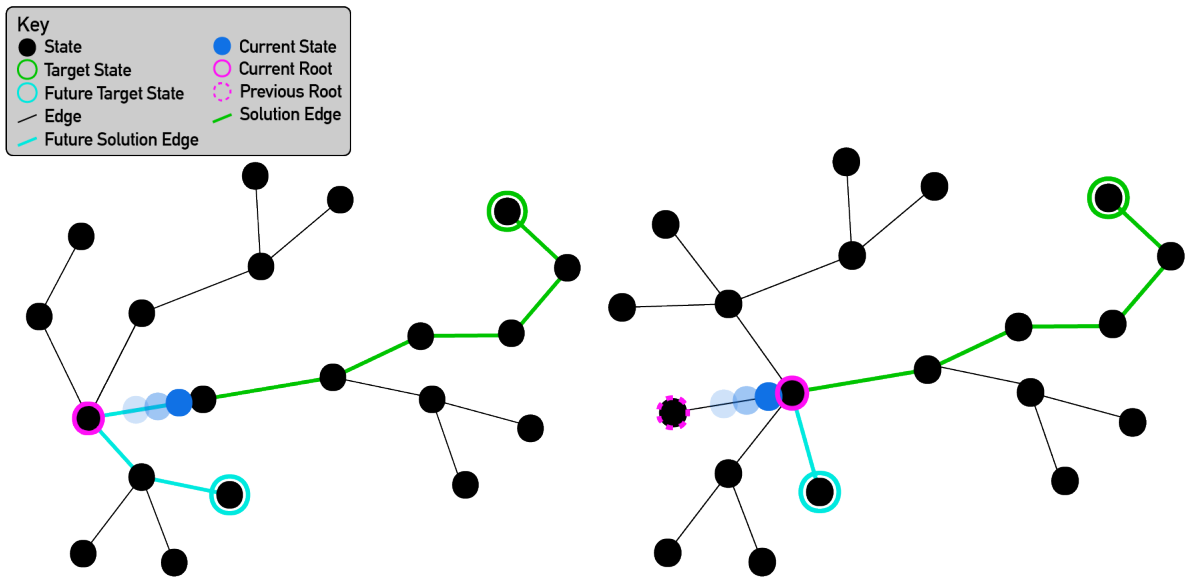 Key
State
Current State
Target State
Current Root
Future Target State
Previous Root
Edge
Solution Edge
Future Solution Edge